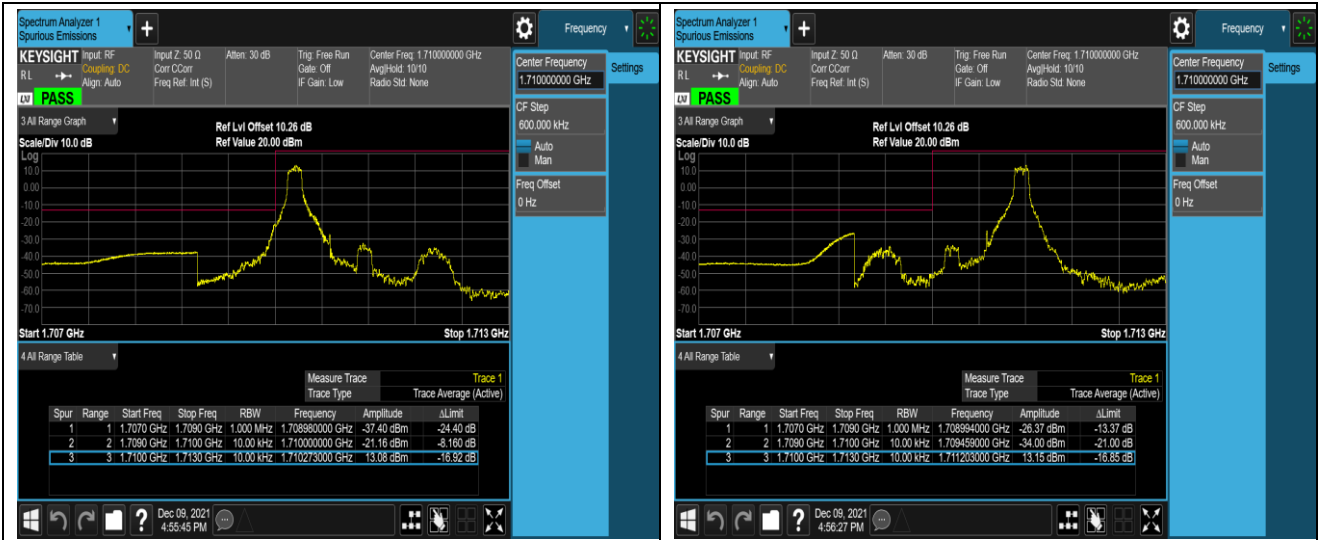 Spectrum Analyzer 1
Spurious Emissions
+
Frequency
KEYSIGHT
RL
Input: RF
Coupling: DC
Align: Auto
Input Z: 50 Ω
Corr CCorr
Freq Ref: Int (S)
Atten: 30 dB
Trig: Free Run
Gate: Off
IF Gain: Low
Center Freq: 1.710000000 GHz
Avg|Hold: 10/10
Radio Std: None
PASS
Center Frequency
1.710000000 GHz
Settings
CF Step
600.000 kHz
Auto
Man
Freq Offset
0 Hz
3 All Range Graph
Ref Lvl Offset 10.26 dB
Scale/Div 10.0 dB
Ref Value 20.00 dBm
Log
10.0
0.00
-10.0
-20.0
-30.0
-40.0
-50.0
-60.0
-70.0
Start 1.707 GHz
Stop 1.713 GHz
4 All Range Table
Measure Trace Trace 1
Trace Type Trace Average (Active)
Spur Range Start Freq Stop Freq RBW Frequency Amplitude ΔLimit
1 1 1.7070 GHz 1.7090 GHz 1.000 MHz 1.708980000 GHz -37.40 dBm -24.40 dB
2 2 1.7090 GHz 1.7100 GHz 10.00 kHz 1.710000000 GHz -21.16 dBm -8.160 dB
3 3 1.7100 GHz 1.7130 GHz 10.00 kHz 1.710273000 GHz 13.08 dBm -16.92 dB
?
Dec 09, 2021
4:55:45 PM
Spectrum Analyzer 1
Spurious Emissions
+
Frequency
KEYSIGHT
RL
Input: RF
Coupling: DC
Align: Auto
Input Z: 50 Ω
Corr CCorr
Freq Ref: Int (S)
Atten: 30 dB
Trig: Free Run
Gate: Off
IF Gain: Low
Center Freq: 1.710000000 GHz
Avg|Hold: 10/10
Radio Std: None
PASS
Center Frequency
1.710000000 GHz
Settings
CF Step
600.000 kHz
Auto
Man
Freq Offset
0 Hz
3 All Range Graph
Ref Lvl Offset 10.26 dB
Scale/Div 10.0 dB
Ref Value 20.00 dBm
Log
10.0
0.00
-10.0
-20.0
-30.0
-40.0
-50.0
-60.0
-70.0
Start 1.707 GHz
Stop 1.713 GHz
4 All Range Table
Measure Trace Trace 1
Trace Type Trace Average (Active)
Spur Range Start Freq Stop Freq RBW Frequency Amplitude ΔLimit
1 1 1.7070 GHz 1.7090 GHz 1.000 MHz 1.708994000 GHz -26.37 dBm -13.37 dB
2 2 1.7090 GHz 1.7100 GHz 10.00 kHz 1.709459000 GHz -34.00 dBm -21.00 dB
3 3 1.7100 GHz 1.7130 GHz 10.00 kHz 1.711203000 GHz 13.15 dBm -16.85 dB
?
Dec 09, 2021
4:56:27 PM